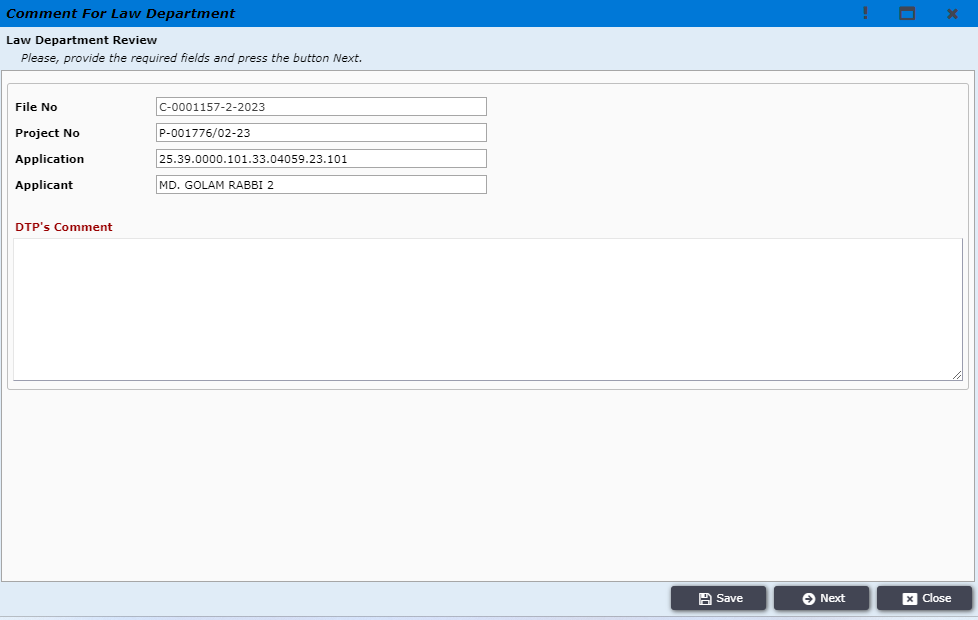 Comment For Law Department
Law Department Review
Please, provide the required fields and press the button Next.
File No C-0001157-2-2023
Project No P-001776/02-23
Application 25.39.0000.101.33.04059.23.101
Applicant MD. GOLAM RABBI 2
DTP's Comment
Save Next Close